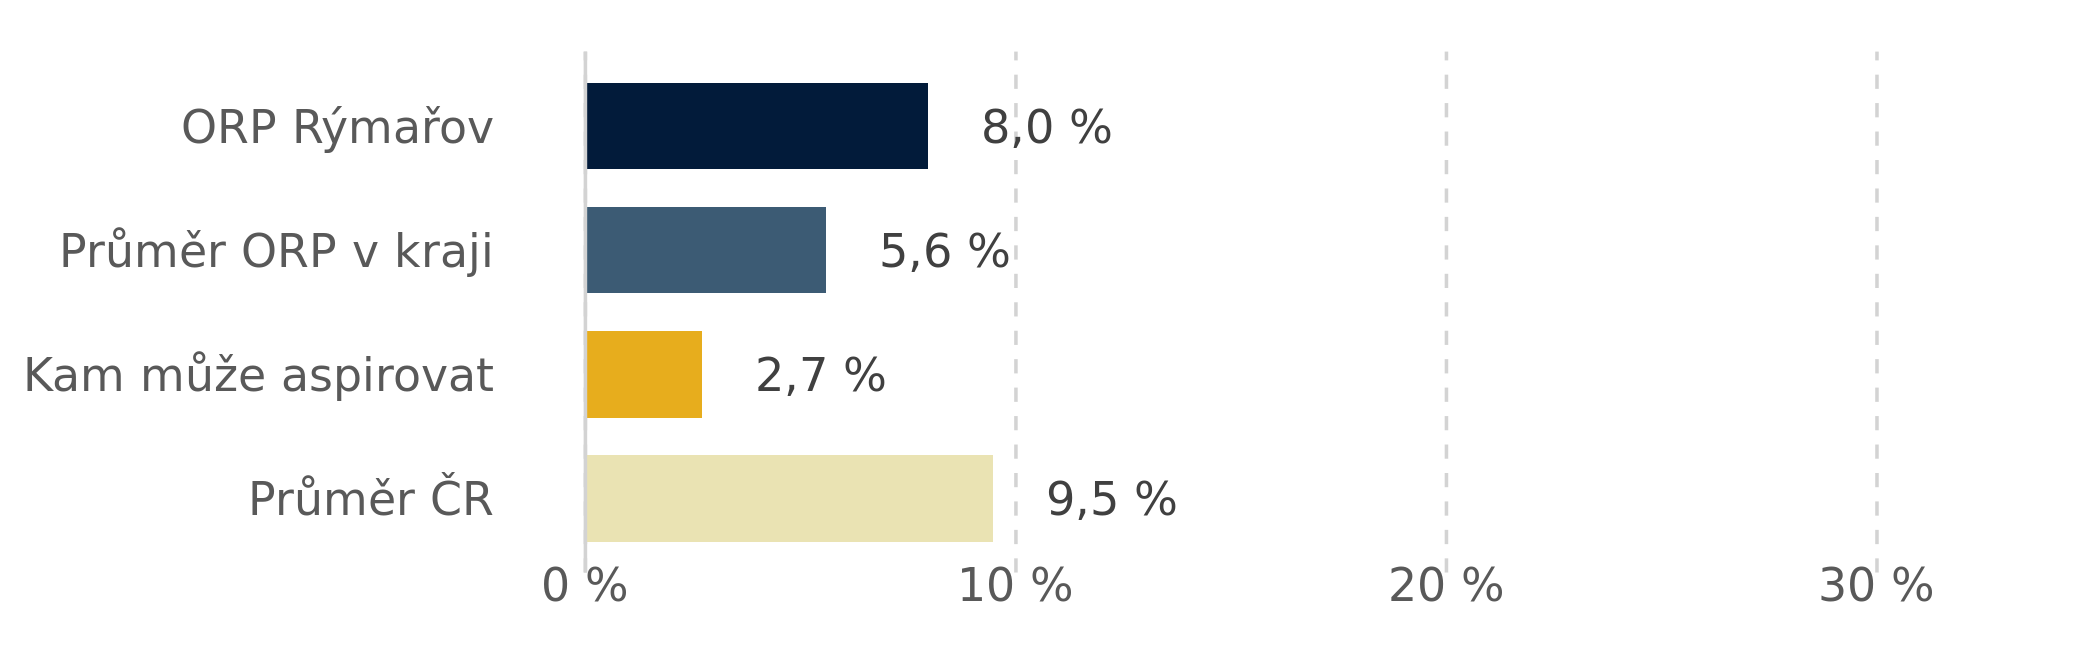 ORP Rýmařov 8,0 %
Průměr ORP v kraji 5,6 %
Kam může aspirovat 2,7 %
Průměr ČR 9,5 %
0 % 10 % 20 % 30 %